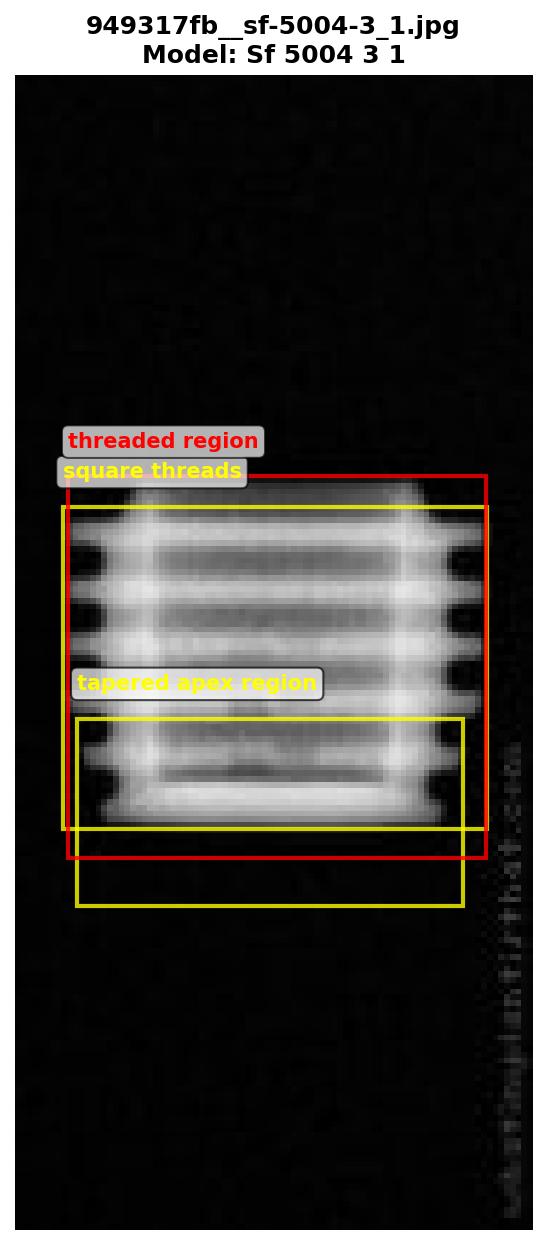 949317fb__sf-5004-3_1.jpg
Model: Sf 5004 3 1
threaded region
square threads
tapered apex region